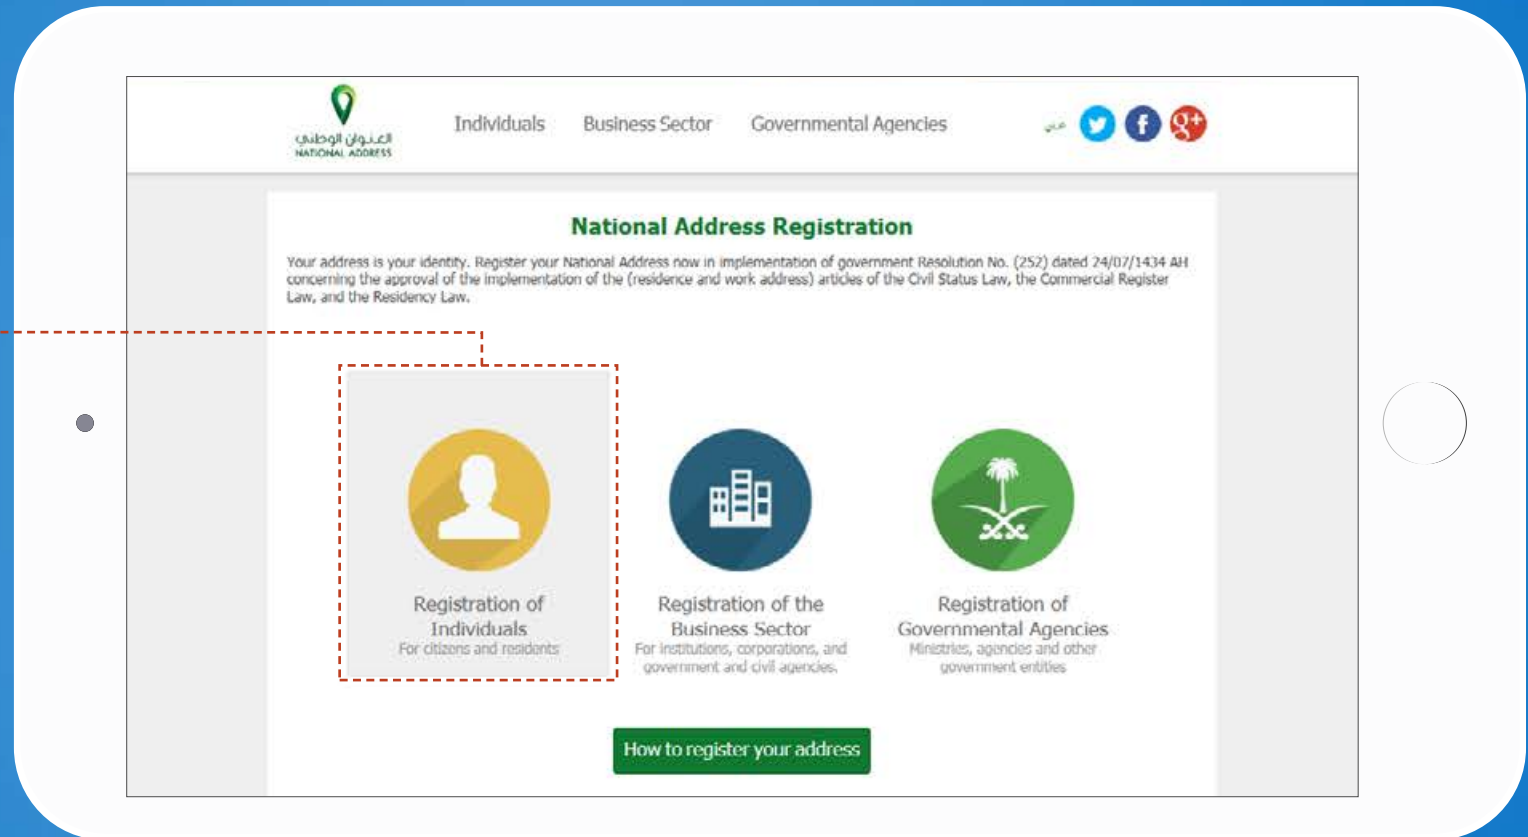 العنوان الوطني
NATIONAL ADDRESS
Individuals
Business Sector
Governmental Agencies
عربي
National Address Registration
Your address is your identity. Register your National Address now in implementation of government Resolution No. (252) dated 24/07/1434 AH
concerning the approval of the implementation of the (residence and work address) articles of the Civil Status Law, the Commercial Register
Law, and the Residency Law.
Registration of
Individuals
For citizens and residents
Registration of the
Business Sector
For institutions, corporations, and
government and civil agencies.
Registration of
Governmental Agencies
Ministries, agencies and other
government entities
How to register your address